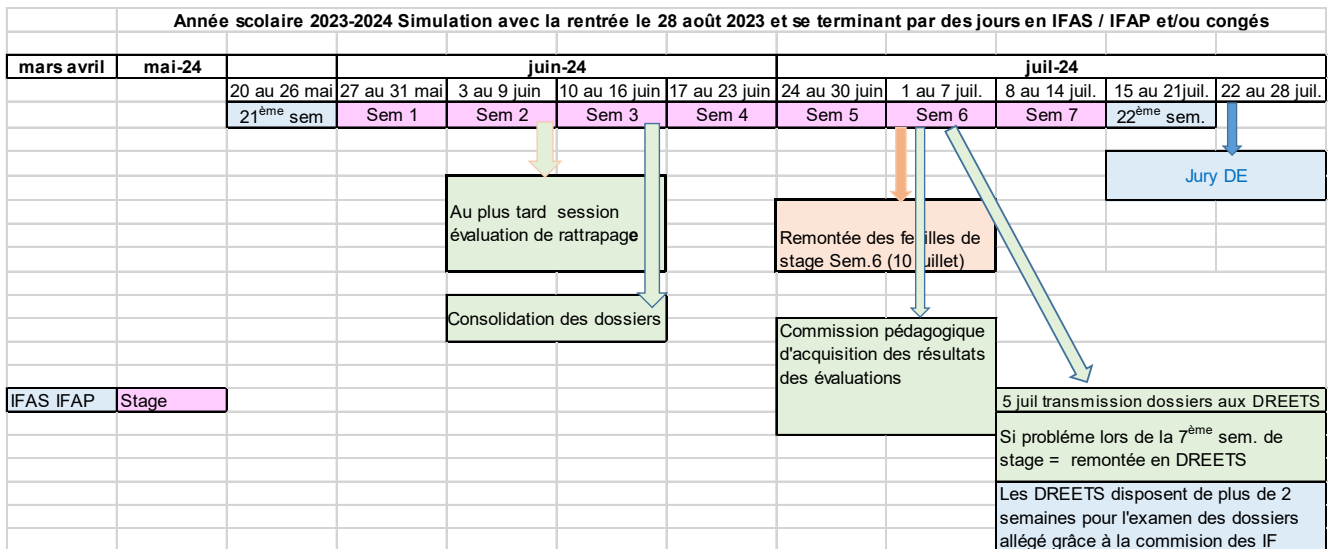 Année scolaire 2023-2024 Simulation avec la rentrée le 28 août 2023 et se terminant par des jours en IFAS / IFAP et/ou congés
mars avril mai-24 juin-24 juil-24
20 au 26 mai 27 au 31 mai 3 au 9 juin 10 au 16 juin 17 au 23 juin 24 au 30 juin 1 au 7 juil. 8 au 14 juil. 15 au 21juil. 22 au 28 juil.
21ème sem Sem 1 Sem 2 Sem 3 Sem 4 Sem 5 Sem 6 Sem 7 22ème sem.
Jury DE
Au plus tard session
évaluation de rattrapage
Remontée des feuilles de
stage Sem.6 (10 juillet)
Consolidation des dossiers
Commission pédagogique
d'acquisition des résultats
des évaluations
IFAS IFAP Stage
5 juil transmission dossiers aux DREETS
Si probléme lors de la 7ème sem. de
stage = remontée en DREETS
Les DREETS disposent de plus de 2
semaines pour l'examen des dossiers
allégé grâce à la commision des IF